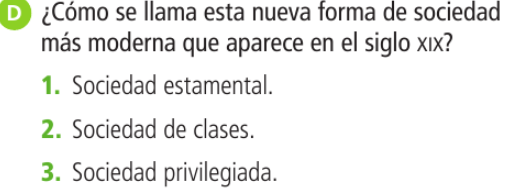 D ¿Cómo se llama esta nueva forma de sociedad
más moderna que aparece en el siglo XIX?
1. Sociedad estamental.
2. Sociedad de clases.
3. Sociedad privilegiada.